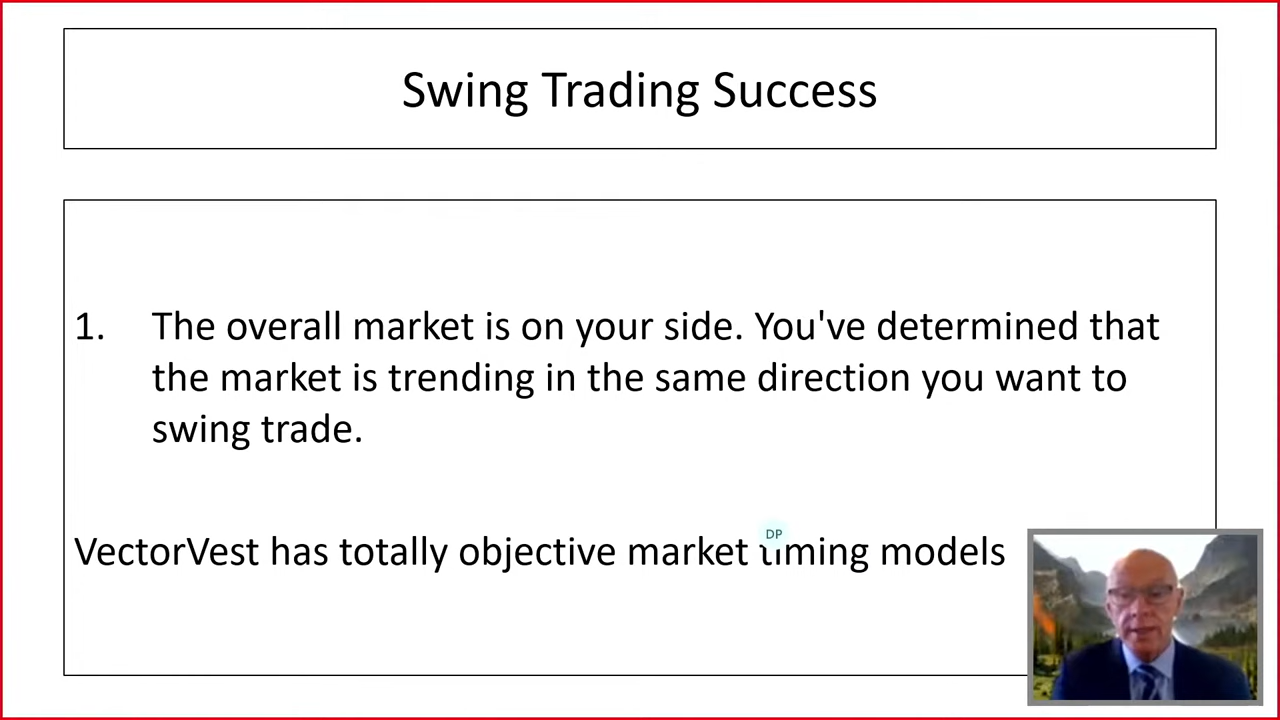 Swing Trading Success
1. The overall market is on your side. You've determined that
the market is trending in the same direction you want to
swing trade.
DP
VectorVest has totally objective market timing models